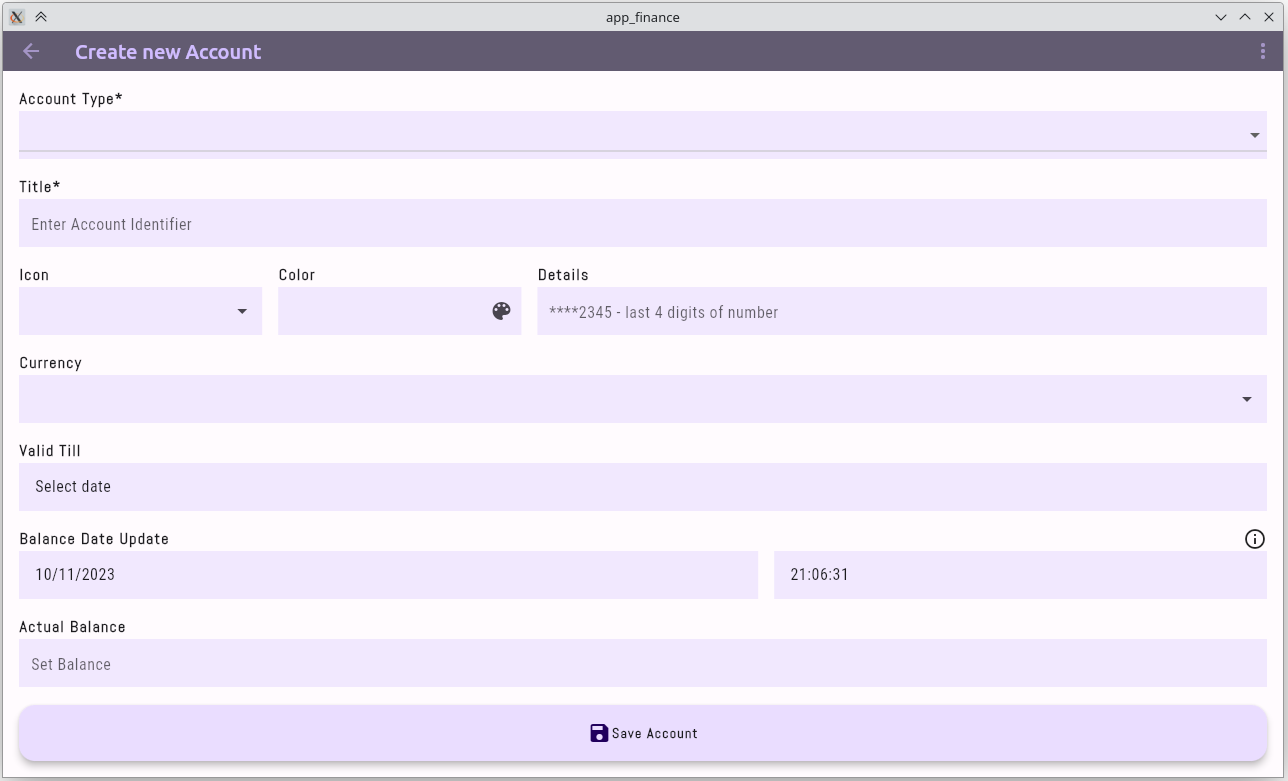 app_finance
Create new Account
Account Type*
Title*
Enter Account Identifier
Icon Color Details
****2345 - last 4 digits of number
Currency
Valid Till
Select date
Balance Date Update
10/11/2023 21:06:31
Actual Balance
Set Balance
Save Account